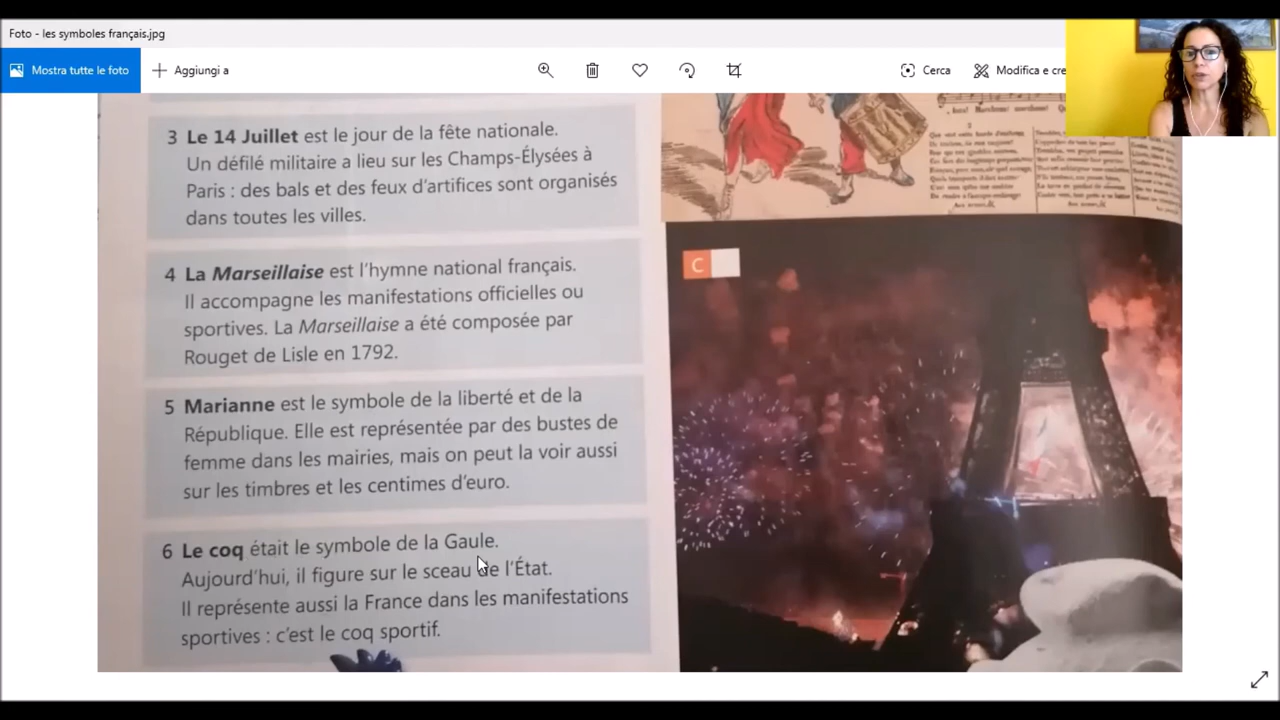 Foto - les symboles français.jpg
Mostra tutte le foto
Aggiungi a
Cerca
Modifica e cre
3 Le 14 Juillet est le jour de la fête nationale.
Un défilé militaire a lieu sur les Champs-Élysées à
Paris : des bals et des feux d'artifices sont organisés
dans toutes les villes.
4 La Marseillaise est l'hymne national français.
Il accompagne les manifestations officielles ou
sportives. La Marseillaise a été composée par
Rouget de Lisle en 1792.
5 Marianne est le symbole de la liberté et de la
République. Elle est représentée par des bustes de
femme dans les mairies, mais on peut la voir aussi
sur les timbres et les centimes d'euro.
6 Le coq était le symbole de la Gaule.
Aujourd'hui, il figure sur le sceau de l'État.
Il représente aussi la France dans les manifestations
sportives : c'est le coq sportif.
C